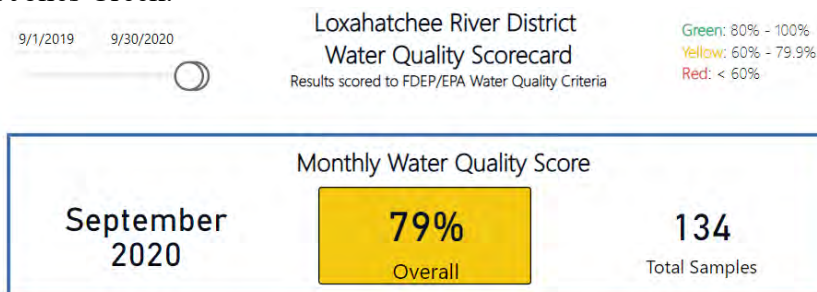 9/1/2019 9/30/2020
Loxahatchee River District
Water Quality Scorecard
Results scored to FDEP/EPA Water Quality Criteria
Green: 80% - 100%
Yellow: 60% - 79.9%
Red: < 60%
Monthly Water Quality Score
September
2020
79%
Overall
134
Total Samples